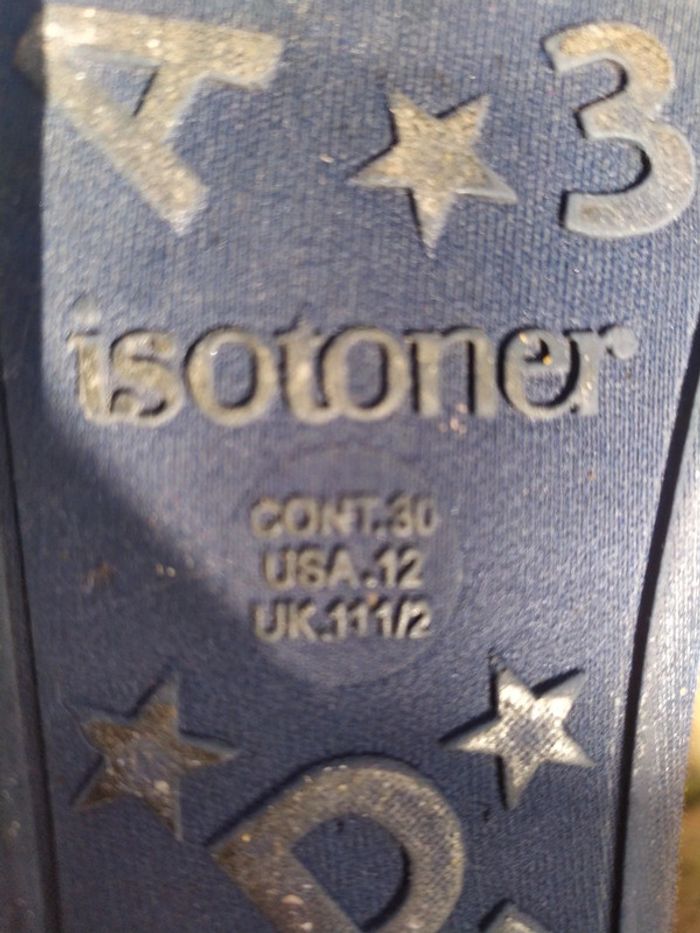 A 3
isotoner
CONT.30
USA.12
UK.11 1/2
D